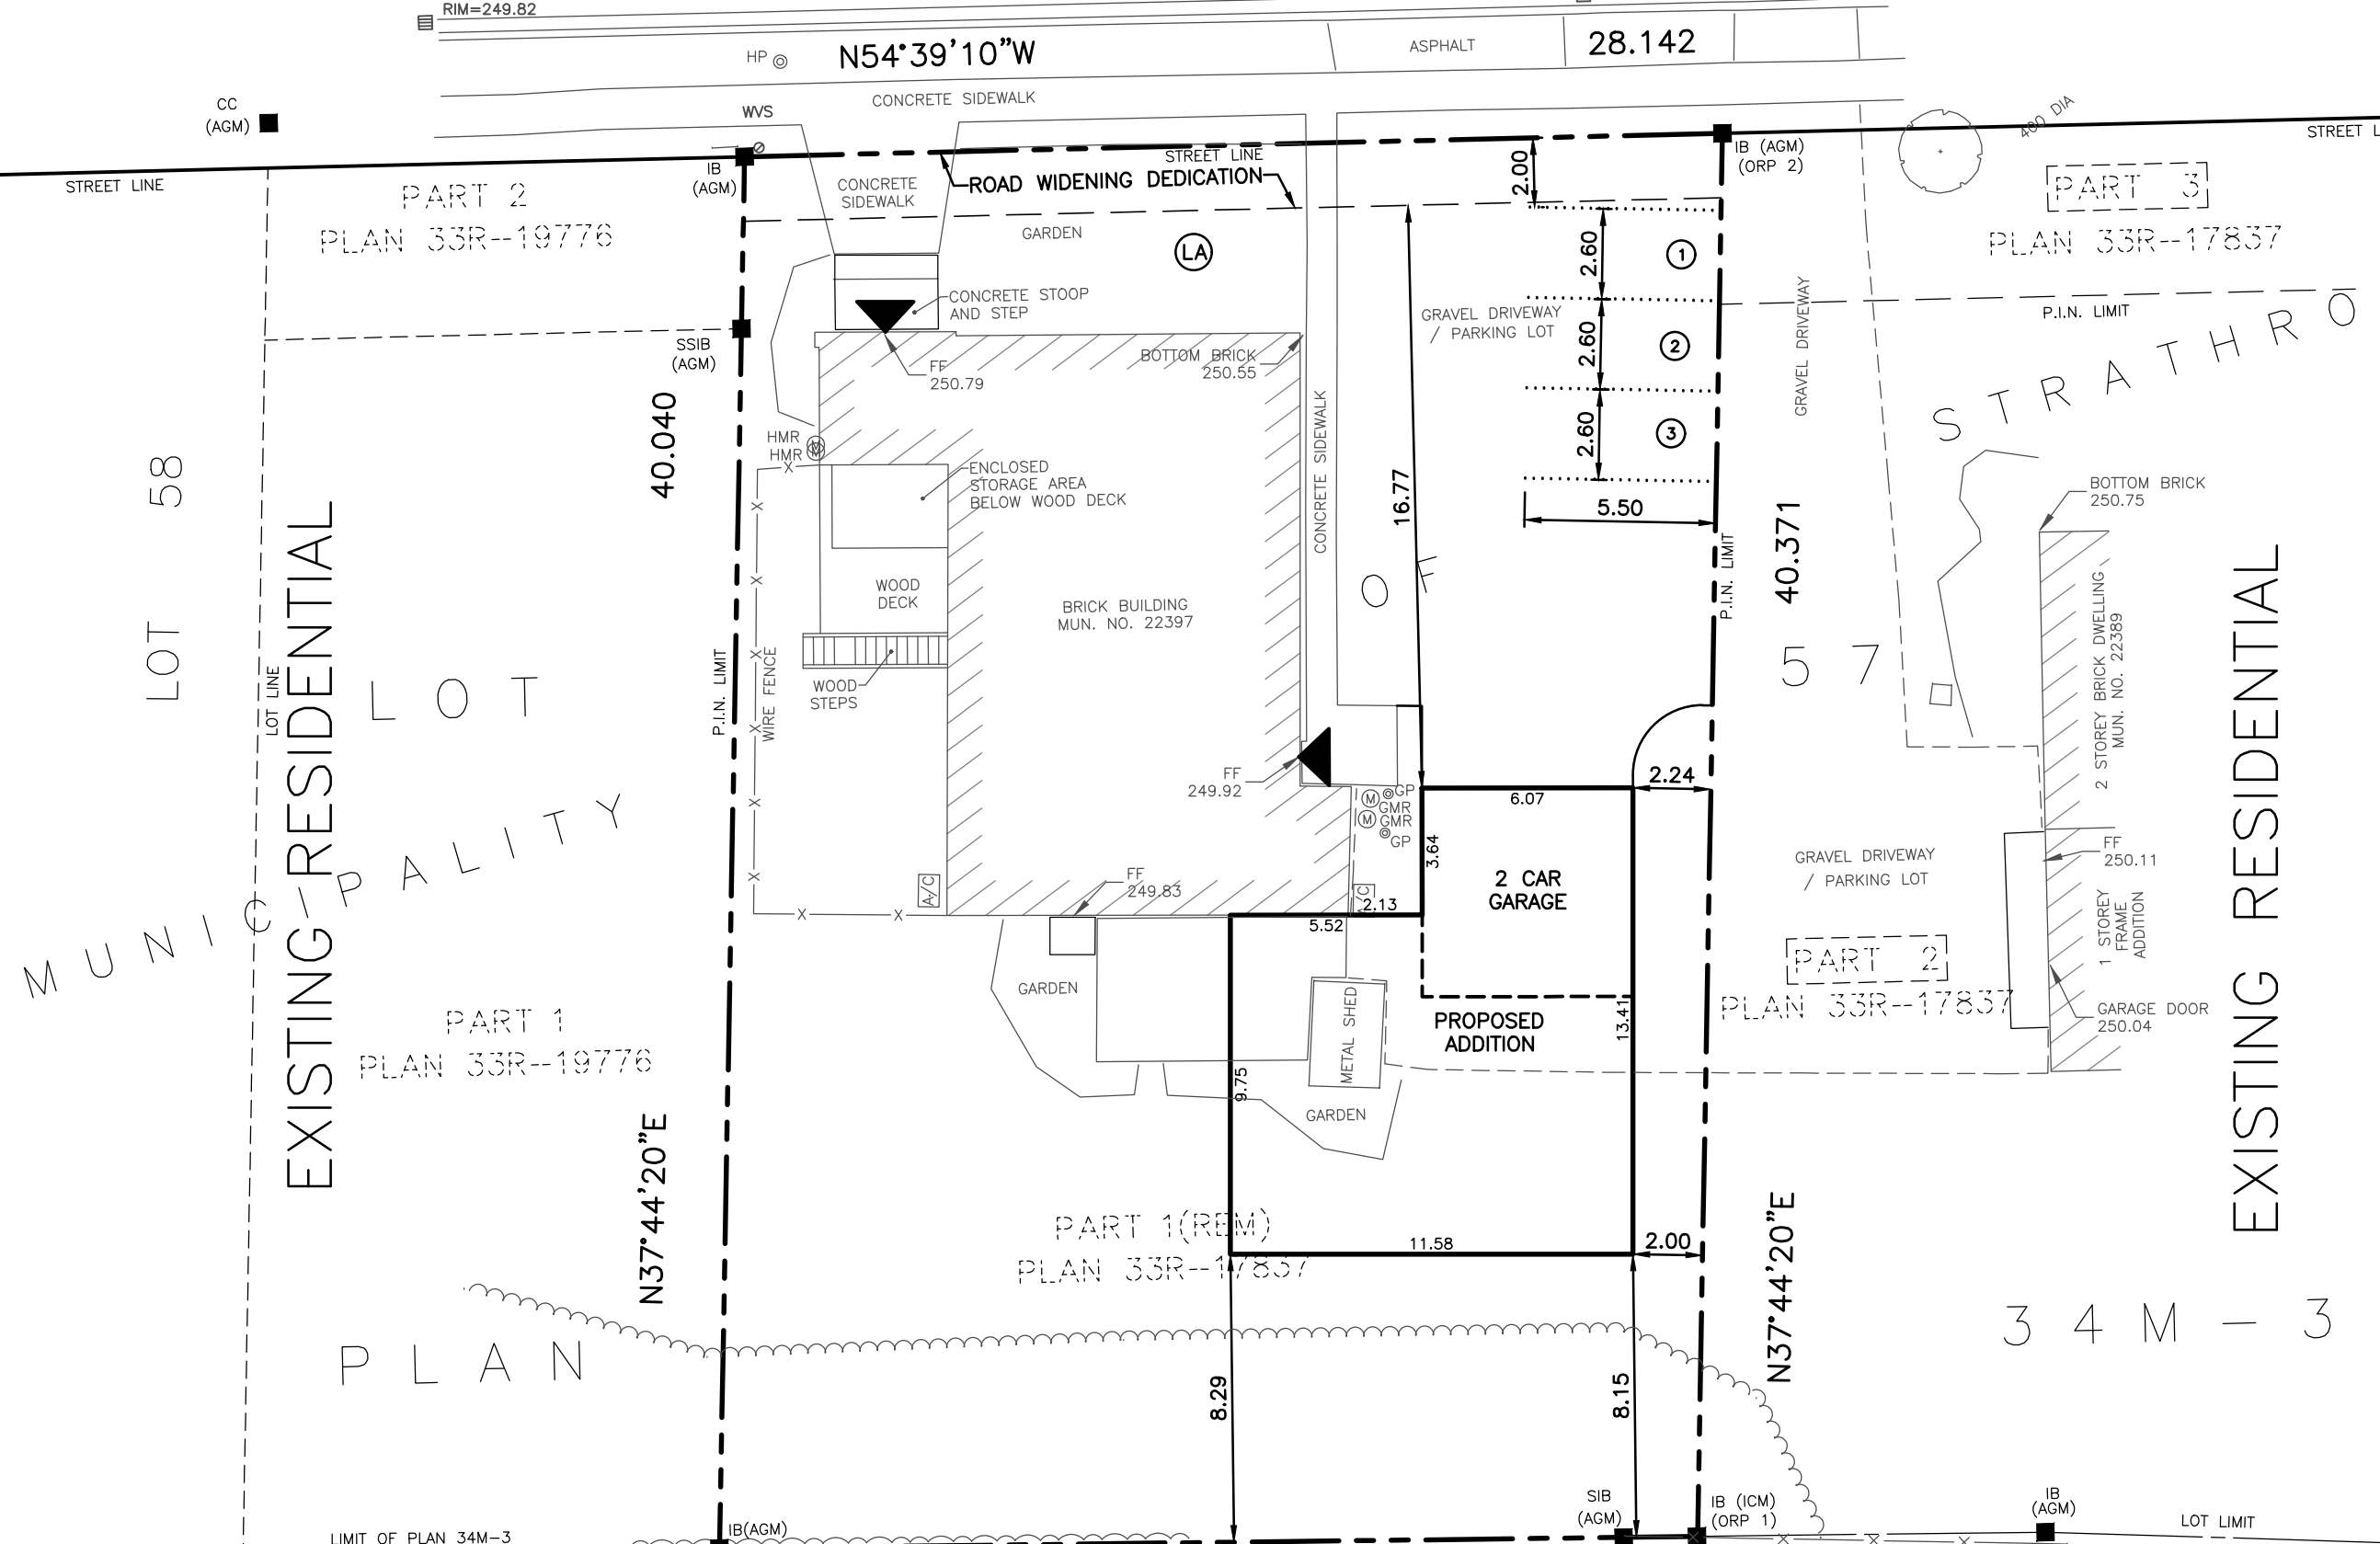 RIM=249.82
HP
N54°39'10"W
ASPHALT
28.142
CC
(AGM)
CONCRETE SIDEWALK
WVS
400 DIA
STREET LINE
IB
(AGM)
STREET LINE
IB (AGM)
(ORP 2)
STREET L
PART 2
PLAN 33R-19776
CONCRETE
SIDEWALK
ROAD WIDENING DEDICATION
2.00
PART 3
PLAN 33R-17837
GARDEN
LA
2.60
1
CONCRETE STOOP
AND STEP
GRAVEL DRIVEWAY
/ PARKING LOT
GRAVEL DRIVEWAY
P.I.N. LIMIT
SSIB
(AGM)
FF
250.79
BOTTOM BRICK
250.55
2.60
2
STRATHRO
40.040
HMR
HMR
M
M
2.60
3
CONCRETE SIDEWALK
ENCLOSED
STORAGE AREA
BELOW WOOD DECK
16.77
5.50
BOTTOM BRICK
250.75
LOT 58
EXISTING RESIDENTIAL
P.I.N. LIMIT
40.371
OF
WOOD
DECK
BRICK BUILDING
MUN. NO. 22397
2 STOREY BRICK DWELLING
MUN. NO. 22389
EXISTING RESIDENTIAL
LOT LINE
LOT
P.I.N. LIMIT
WIRE FENCE
WOOD
STEPS
57
MUNICIPALITY
FF
249.92
M
GP
GMR
M
GMR
GP
6.07
2.24
3.64
2 CAR
GARAGE
GRAVEL DRIVEWAY
/ PARKING LOT
FF
250.11
A/C
FF
249.83
A/C
2.13
5.52
1 STOREY
FRAME
ADDITION
PART 2
PLAN 33R-17837
GARDEN
METAL SHED
PROPOSED
ADDITION
13.41
GARAGE DOOR
250.04
PART 1
PLAN 33R-19776
9.75
GARDEN
N37°44'20"E
PART 1(REM)
PLAN 33R-17837
11.58
2.00
N37°44'20"E
PLAN
34M-3
8.29
8.15
IB(AGM)
SIB
(AGM)
IB (ICM)
(ORP 1)
IB
(AGM)
LOT LIMIT
LIMIT OF PLAN 34M-3